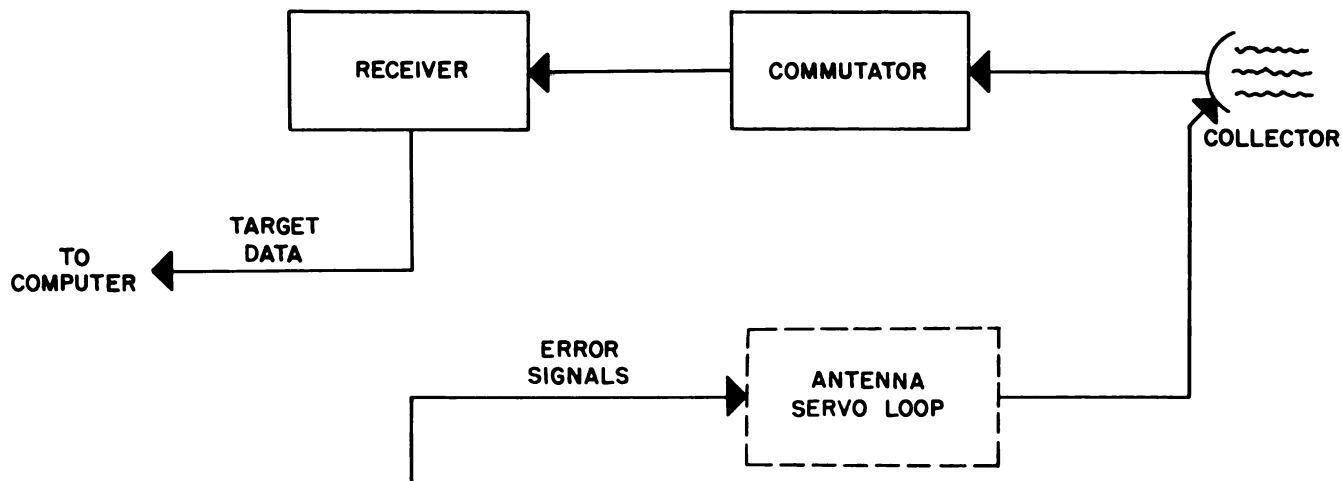 RECEIVER
COMMUTATOR
COLLECTOR
TARGET
DATA
TO
COMPUTER
ERROR
SIGNALS
ANTENNA
SERVO LOOP